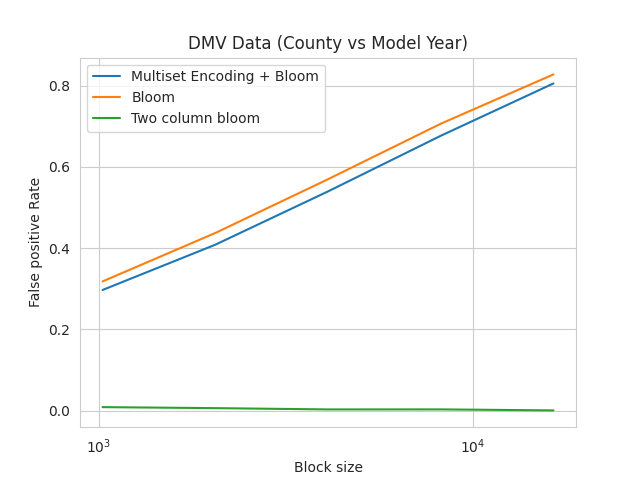 DMV Data (County vs Model Year)
Multiset Encoding + Bloom
Bloom
Two column bloom
False positive Rate
0.8
0.6
0.4
0.2
0.0
10³
10⁴
Block size